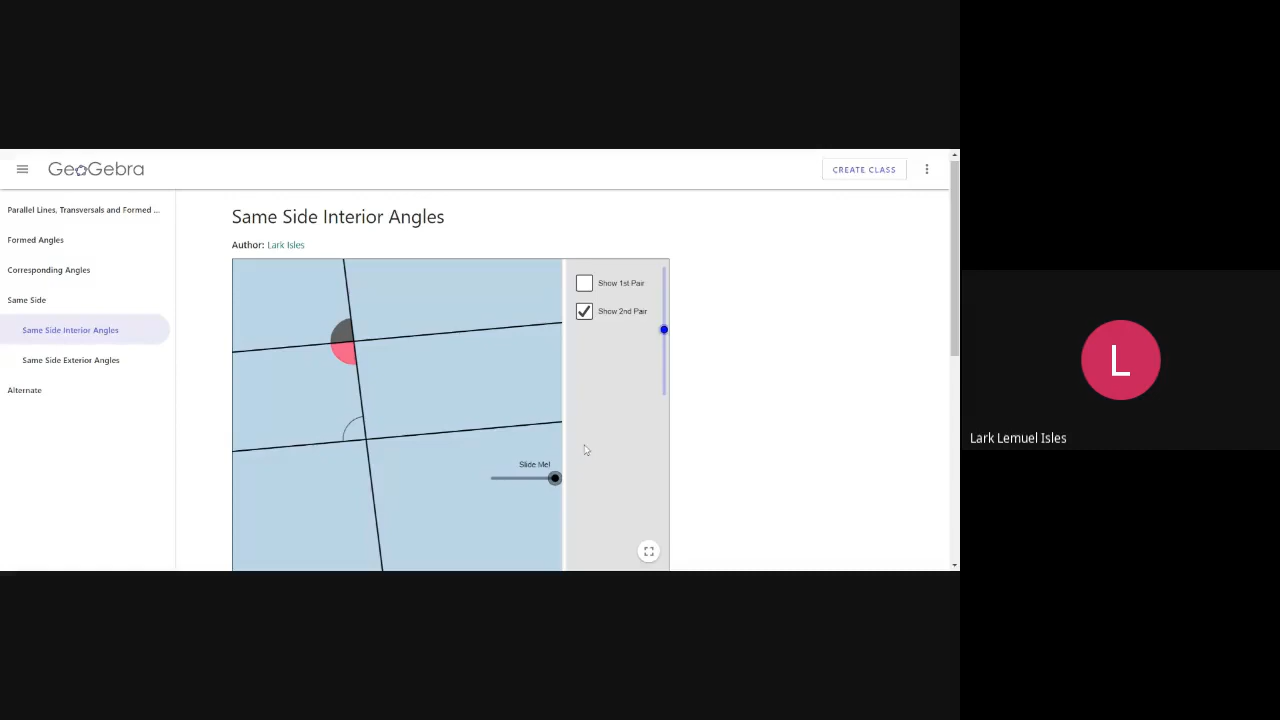 GeoGebra
CREATE CLASS
Parallel Lines, Transversals and Formed ...
Formed Angles
Corresponding Angles
Same Side
Same Side Interior Angles
Same Side Exterior Angles
Alternate
Same Side Interior Angles
Author: Lark Isles
Show 1st Pair
Show 2nd Pair
Slide Me!
L
Lark Lemuel Isles